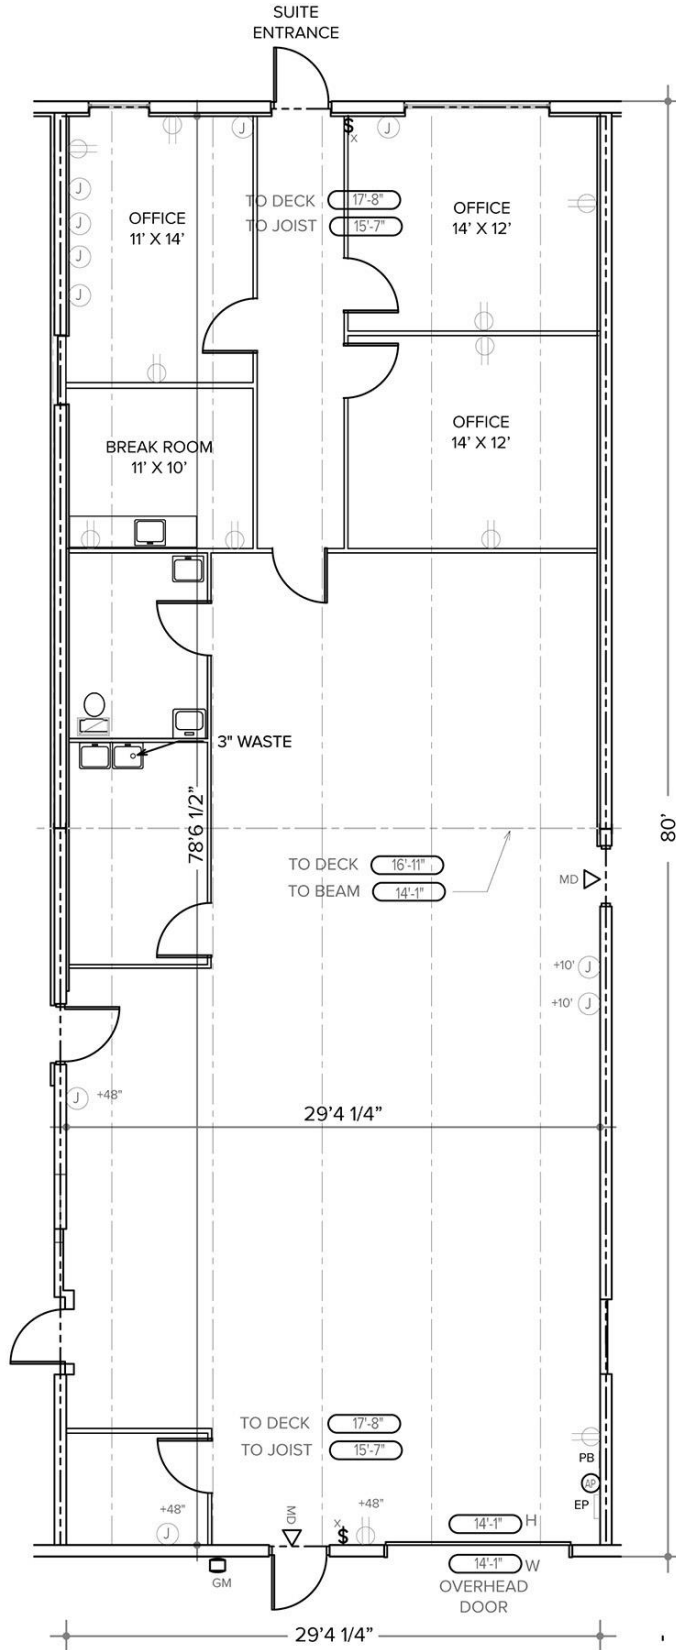 SUITE
ENTRANCE
$
X
J
J
J
J
J
J
TO DECK 17'-8"
TO JOIST 15'-7"
OFFICE
11' X 14'
OFFICE
14' X 12'
OFFICE
14' X 12'
BREAK ROOM
11' X 10'
3" WASTE
78'6 1/2"
80'
TO DECK 16'-11"
TO BEAM 14'-1"
MD
+10' J
+10' J
J +48"
29'4 1/4"
TO DECK 17'-8"
TO JOIST 15'-7"
PB
AP
EP
+48"
J
MD
X
$
+48"
14'-1" H
14'-1" W
OVERHEAD
DOOR
GM
29'4 1/4"